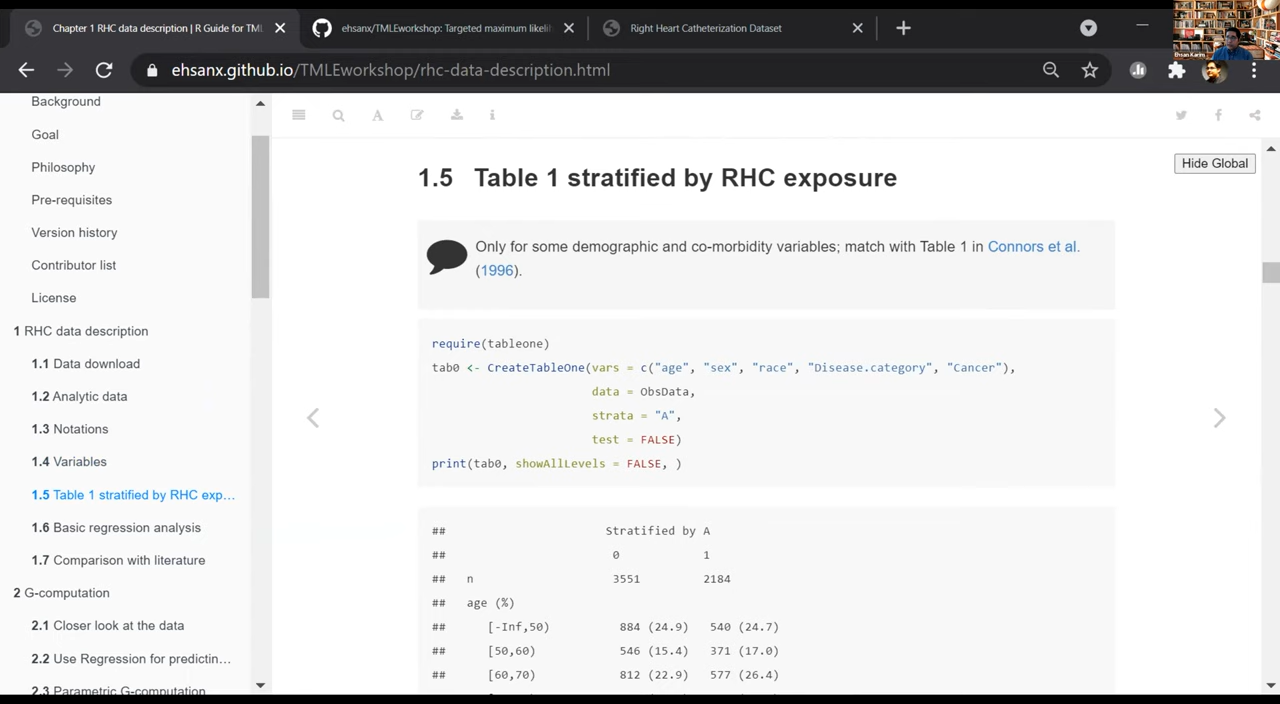 Chapter 1 RHC data description | R Guide for TML
ehsanx/TMLEworkshop: Targeted maximum likeli
Right Heart Catheterization Dataset
Ehsan Karim
ehsanx.github.io/TMLEworkshop/rhc-data-description.html
Background
Goal
Philosophy
Pre-requisites
Version history
Contributor list
License
1 RHC data description
1.1 Data download
1.2 Analytic data
1.3 Notations
1.4 Variables
1.5 Table 1 stratified by RHC exp...
1.6 Basic regression analysis
1.7 Comparison with literature
2 G-computation
2.1 Closer look at the data
2.2 Use Regression for predictin...
2.3 Parametric G-computation
Hide Global
1.5 Table 1 stratified by RHC exposure
Only for some demographic and co-morbidity variables; match with Table 1 in Connors et al.
(1996).
require(tableone)
tab0 <- CreateTableOne(vars = c("age", "sex", "race", "Disease.category", "Cancer"),
data = ObsData,
strata = "A",
test = FALSE)
print(tab0, showAllLevels = FALSE, )
## Stratified by A
## 0 1
## n 3551 2184
## age (%)
## [-Inf,50) 884 (24.9) 540 (24.7)
## [50,60) 546 (15.4) 371 (17.0)
## [60,70) 812 (22.9) 577 (26.4)